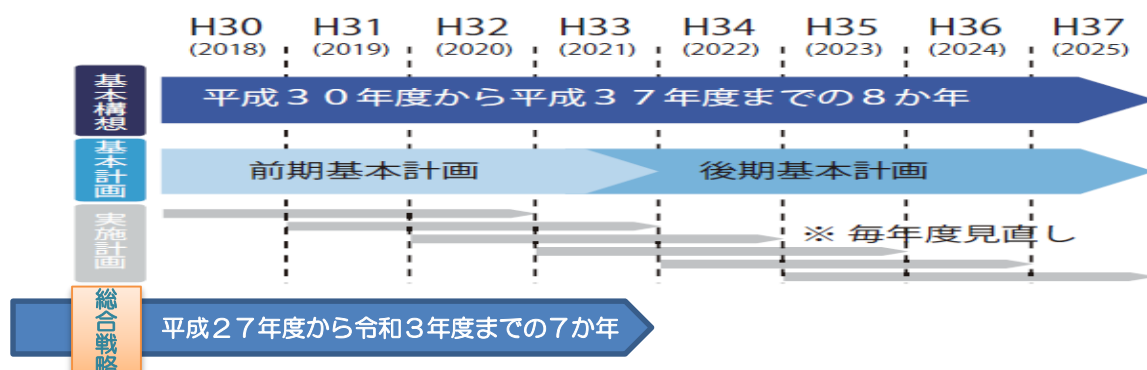 H30 H31 H32 H33 H34 H35 H36 H37
(2018) (2019) (2020) (2021) (2022) (2023) (2024) (2025)
基本構想
平成３０年度から平成３７年度までの8か年
基本計画
前期基本計画
後期基本計画
実施計画
※ 毎年度見直し
総合戦略
平成２７年度から令和３年度までの７か年